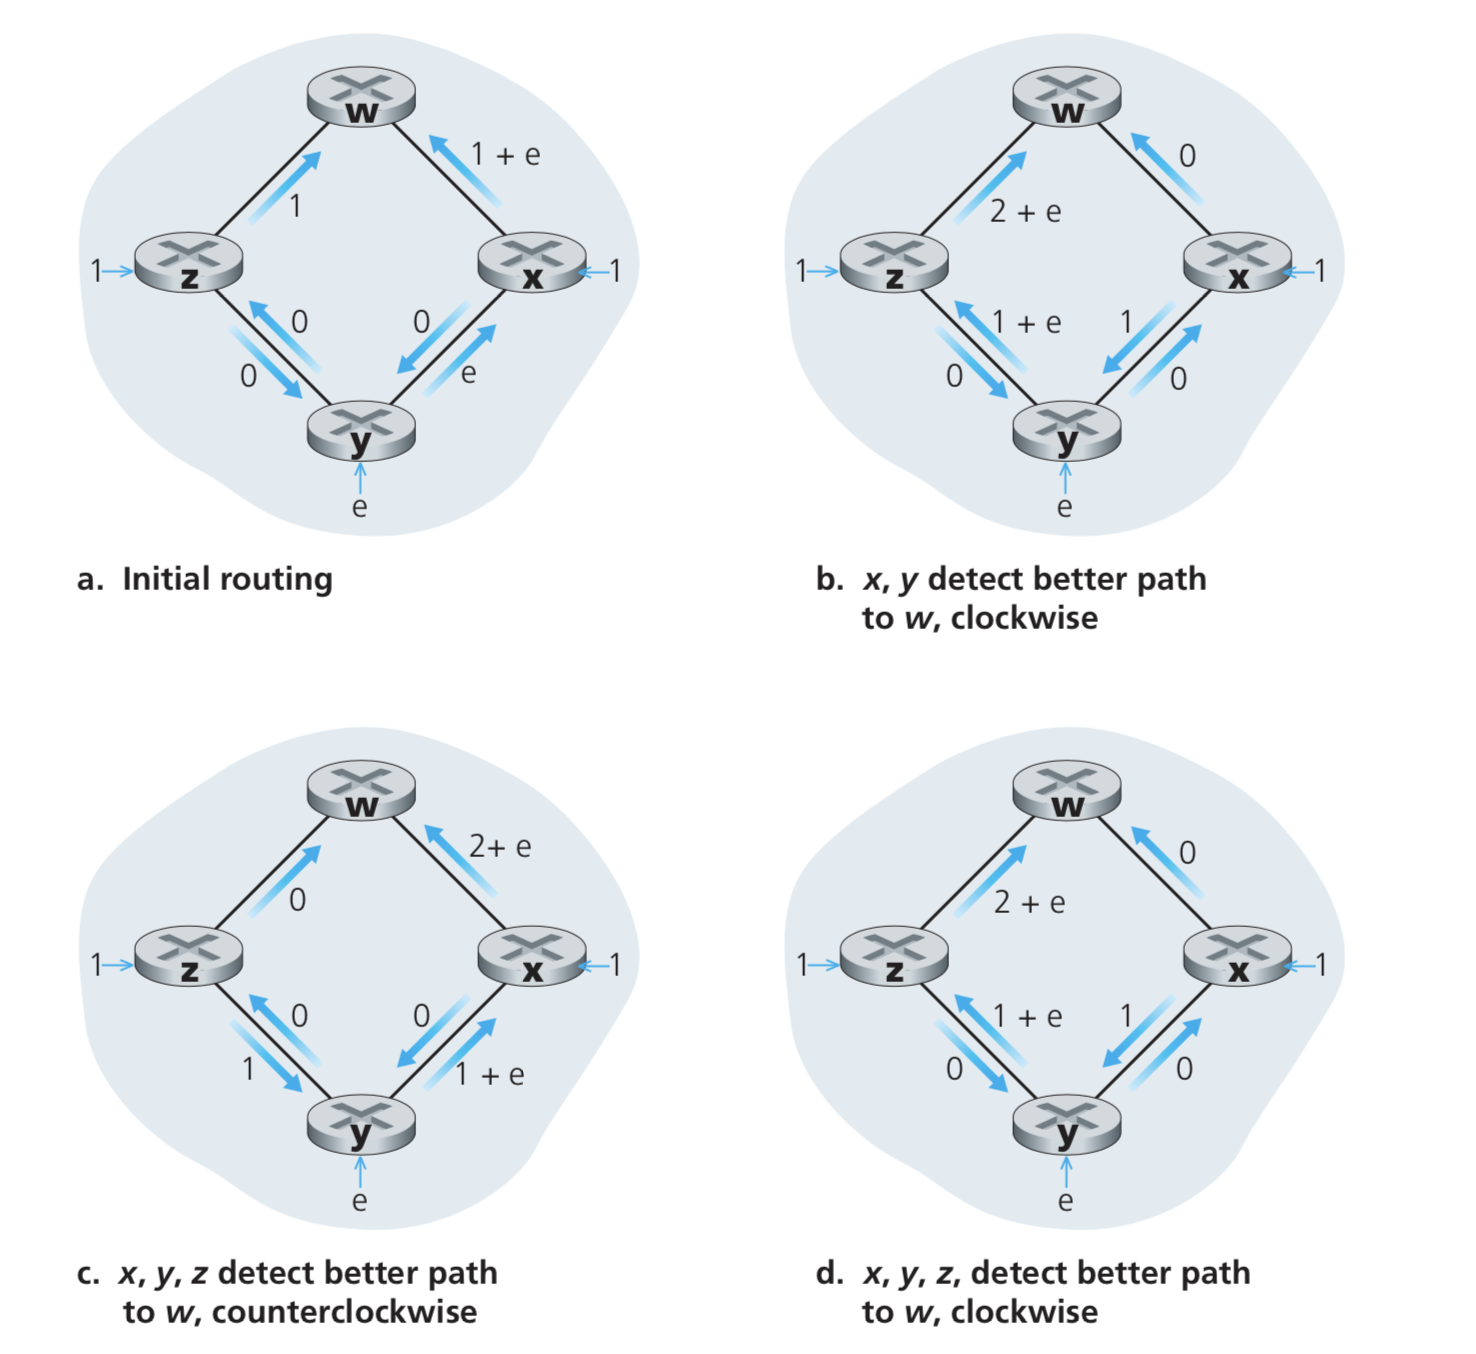 w
1 + e
1
1
z
x
1
0
0
0
e
y
e
a. Initial routing
w
0
2 + e
1
z
x
1
1 + e
1
0
0
y
e
b. x, y detect better path
to w, clockwise
w
2+ e
0
1
z
x
1
0
0
1
1 + e
y
e
c. x, y, z detect better path
to w, counterclockwise
w
0
2 + e
1
z
x
1
1 + e
1
0
0
y
e
d. x, y, z, detect better path
to w, clockwise